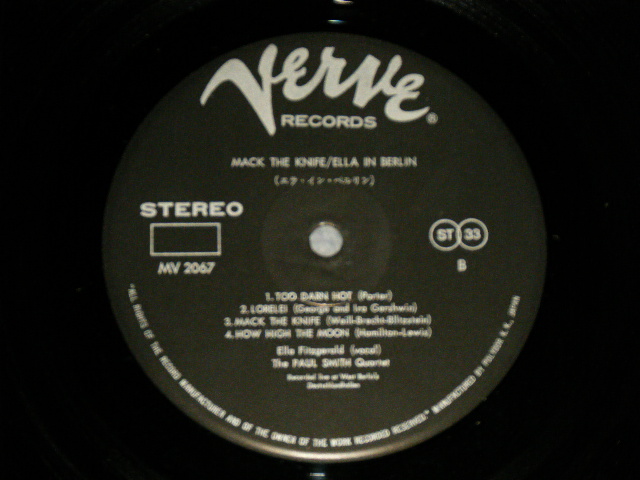 Verve
RECORDS ®
MACK THE KNIFE/ELLA IN BERLIN
(エラ・イン・ベルリン)
STEREO
ST 33
MV 2067
B
1. TOO DARN HOT (Porter)
2. LORELEI (George and Ira Gershwin)
3. MACK THE KNIFE (Weill-Brecht-Blitzstein)
4. HOW HIGH THE MOON (Hamilton-Lewis)
Ella Fitzgerald (vocal)
The PAUL SMITH Quartet
Recorded live at West Berlin's
Deutschlandhallen
"ALL RIGHTS OF THE RECORD MANUFACTURER AND OF THE OWNER OF THE WORK RECORDED RESERVED" MANUFACTURED BY POLYDOR K.K., JAPAN